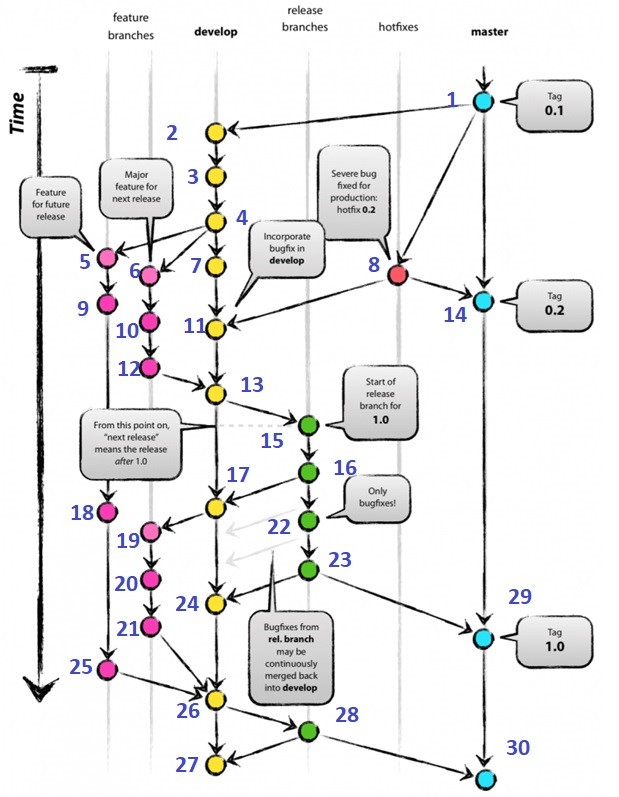 feature
branches
develop
release
branches
hotfixes
master
Time
1
Tag
0.1
2
3
Major
feature for
next release
Severe bug
fixed for
production:
hotfix 0.2
Feature
for future
release
4
Incorporate
bugfix in
develop
5
6
7
8
9
10
11
14
Tag
0.2
12
13
Start of
release
branch for
1.0
From this point on,
"next release"
means the release
after 1.0
15
16
17
Only
bugfixes!
18
19
22
20
23
24
29
21
Bugfixes from
rel. branch
may be
continuously
merged back
into develop
Tag
1.0
25
26
28
27
30